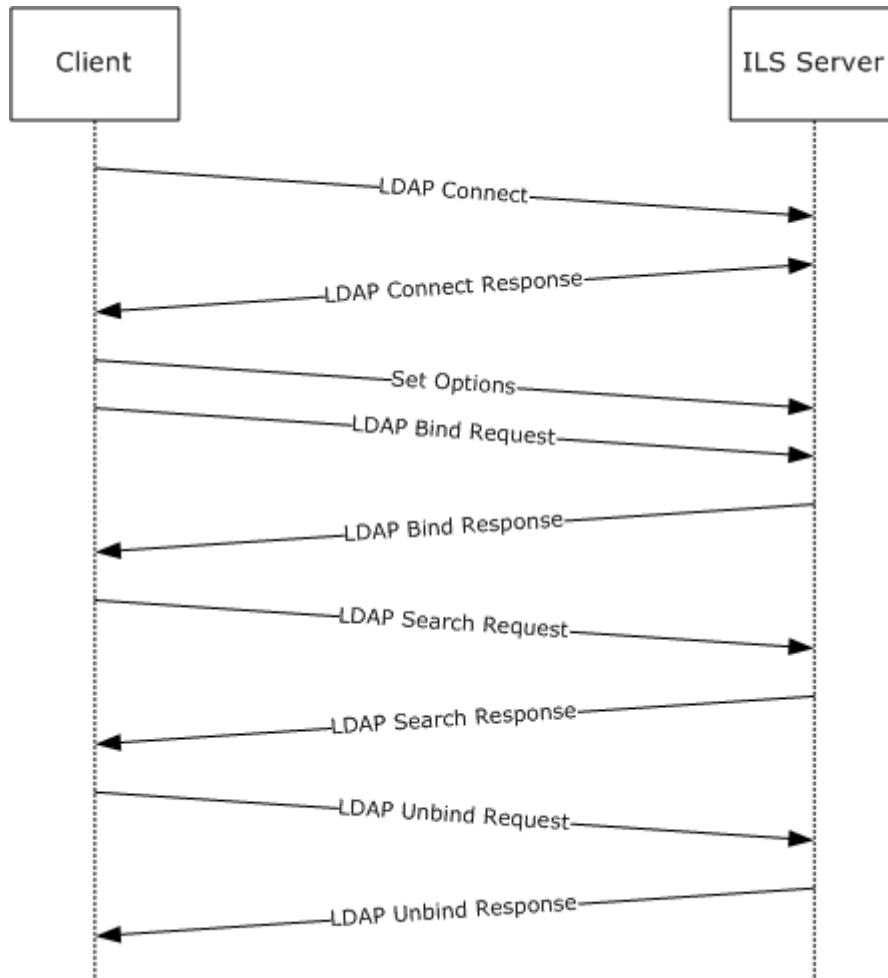 Client
ILS Server
LDAP Connect
LDAP Connect Response
Set Options
LDAP Bind Request
LDAP Bind Response
LDAP Search Request
LDAP Search Response
LDAP Unbind Request
LDAP Unbind Response